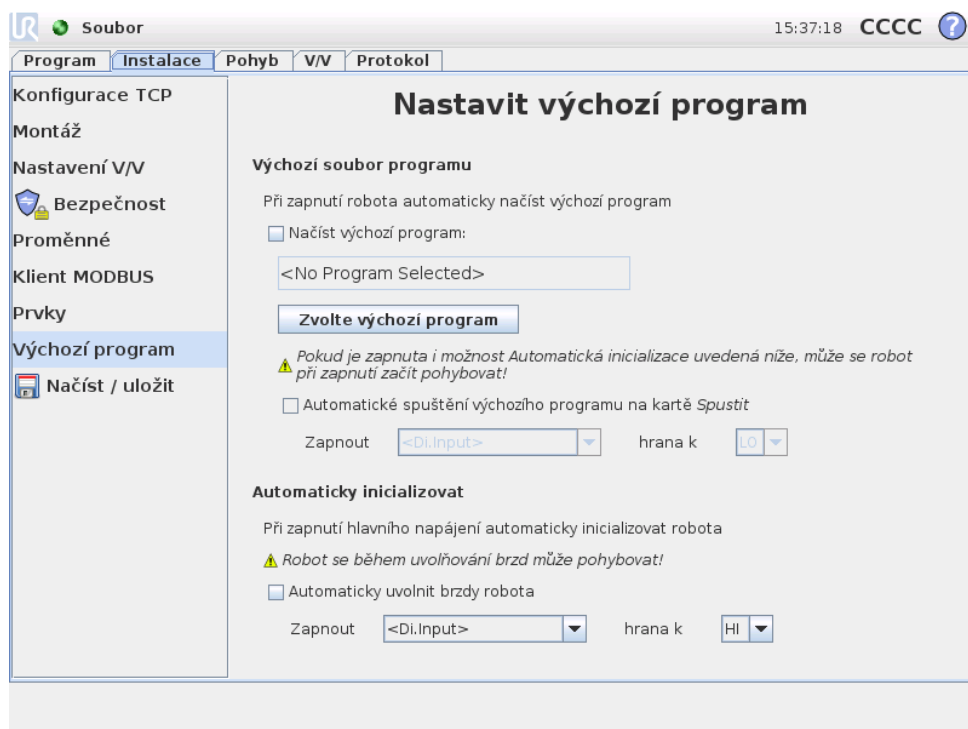 UR Soubor 15:37:18 CCCC ?
Program Instalace Pohyb V/V Protokol
Konfigurace TCP
Montáž
Nastavení V/V
Bezpečnost
Proměnné
Klient MODBUS
Prvky
Výchozí program
Načíst / uložit
Nastavit výchozí program
Výchozí soubor programu
Při zapnutí robota automaticky načíst výchozí program
Načíst výchozí program:
<No Program Selected>
Zvolte výchozí program
Pokud je zapnuta i možnost Automatická inicializace uvedená níže, může se robot
při zapnutí začít pohybovat!
Automatické spuštění výchozího programu na kartě Spustit
Zapnout <Di.Input> hrana k LO
Automaticky inicializovat
Při zapnutí hlavního napájení automaticky inicializovat robota
Robot se během uvolňování brzd může pohybovat!
Automaticky uvolnit brzdy robota
Zapnout <Di.Input> hrana k HI